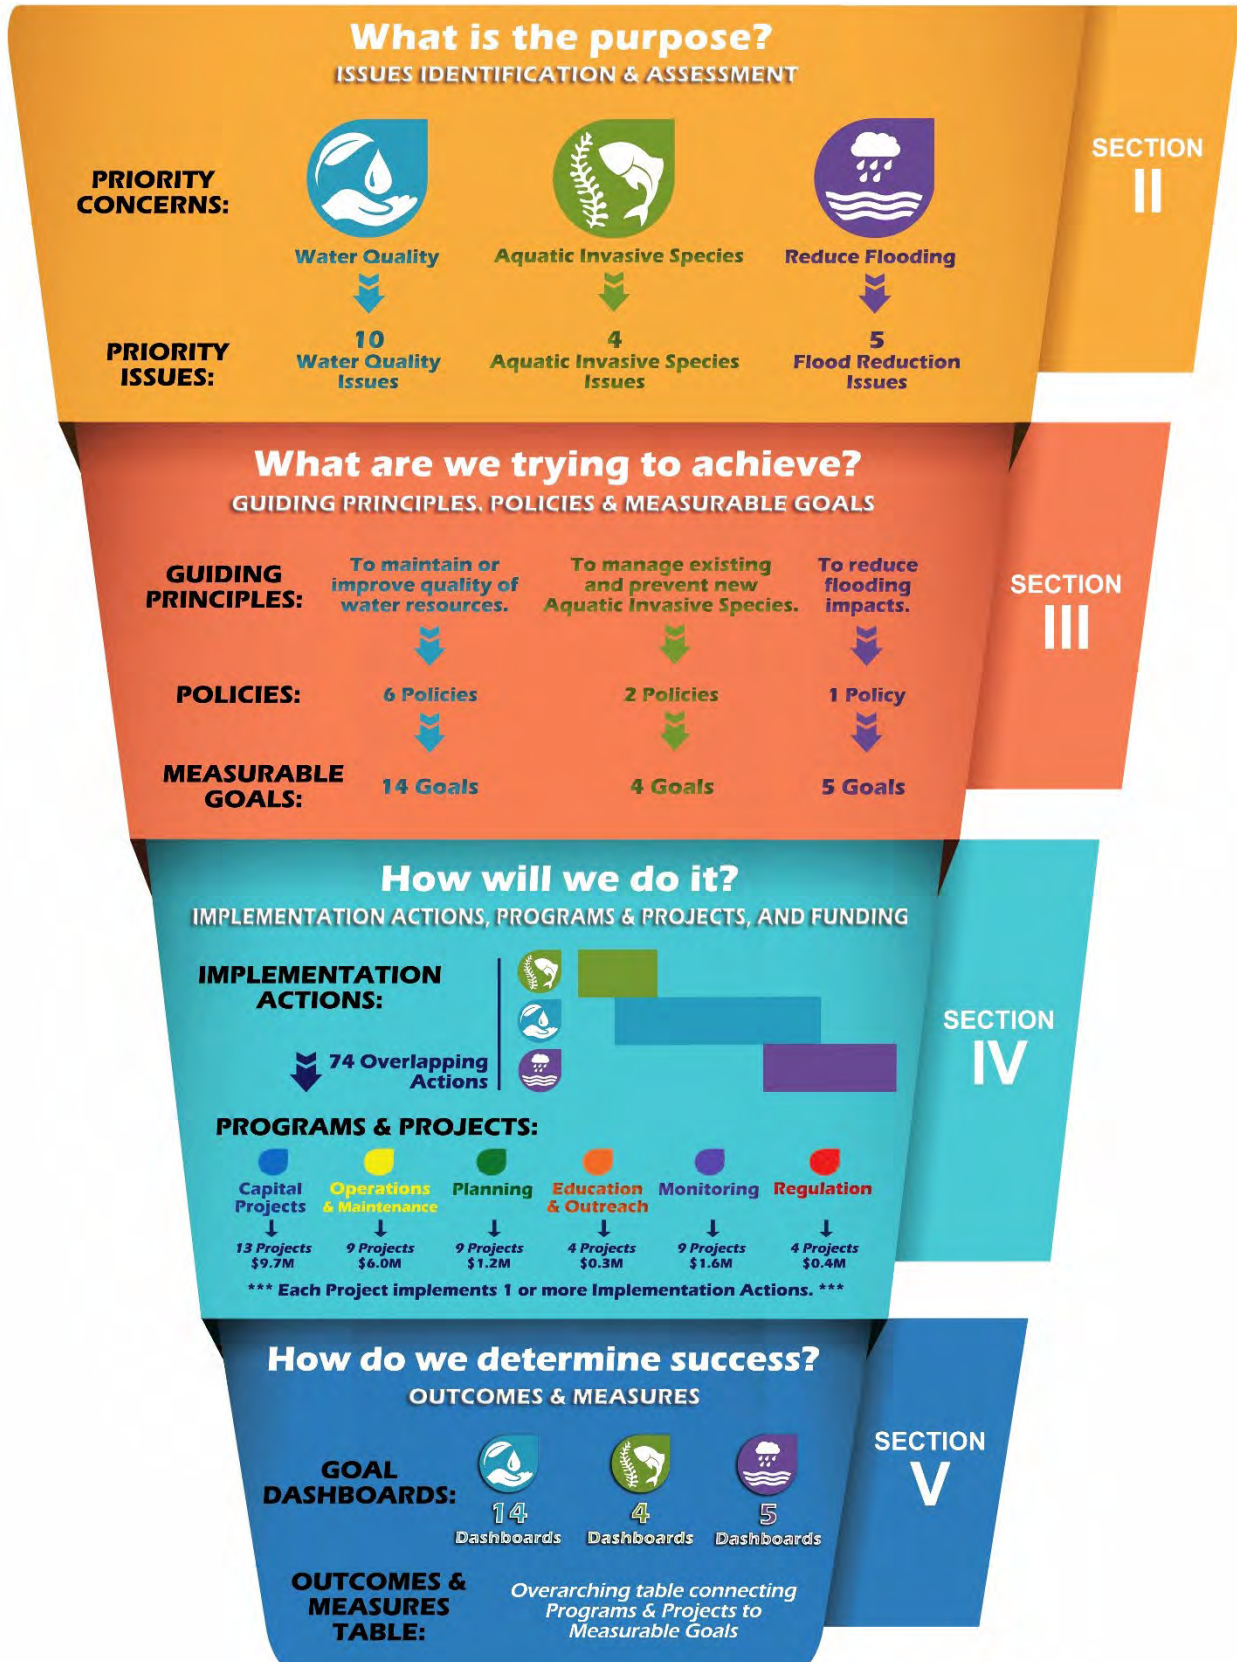 What is the purpose?
ISSUES IDENTIFICATION & ASSESSMENT
PRIORITY
CONCERNS:
Water Quality
Aquatic Invasive Species
Reduce Flooding
PRIORITY
ISSUES:
10
Water Quality
Issues
4
Aquatic Invasive Species
Issues
5
Flood Reduction
Issues
SECTION
II
What are we trying to achieve?
GUIDING PRINCIPLES. POLICIES & MEASURABLE GOALS
GUIDING
PRINCIPLES:
To maintain or
improve quality of
water resources.
To manage existing
and prevent new
Aquatic Invasive Species.
To reduce
flooding
impacts.
POLICIES:
6 Policies
2 Policies
1 Policy
MEASURABLE
GOALS:
14 Goals
4 Goals
5 Goals
SECTION
III
How will we do it?
IMPLEMENTATION ACTIONS, PROGRAMS & PROJECTS, AND FUNDING
IMPLEMENTATION
ACTIONS:
74 Overlapping
Actions
PROGRAMS & PROJECTS:
Capital
Projects
13 Projects
$9.7M
Operations
& Maintenance
9 Projects
$6.0M
Planning
9 Projects
$1.2M
Education
& Outreach
4 Projects
$0.3M
Monitoring
9 Projects
$1.6M
Regulation
4 Projects
$0.4M
*** Each Project implements 1 or more Implementation Actions. ***
SECTION
IV
How do we determine success?
OUTCOMES & MEASURES
GOAL
DASHBOARDS:
14
Dashboards
4
Dashboards
5
Dashboards
OUTCOMES &
MEASURES
TABLE:
Overarching table connecting
Programs & Projects to
Measurable Goals
SECTION
V